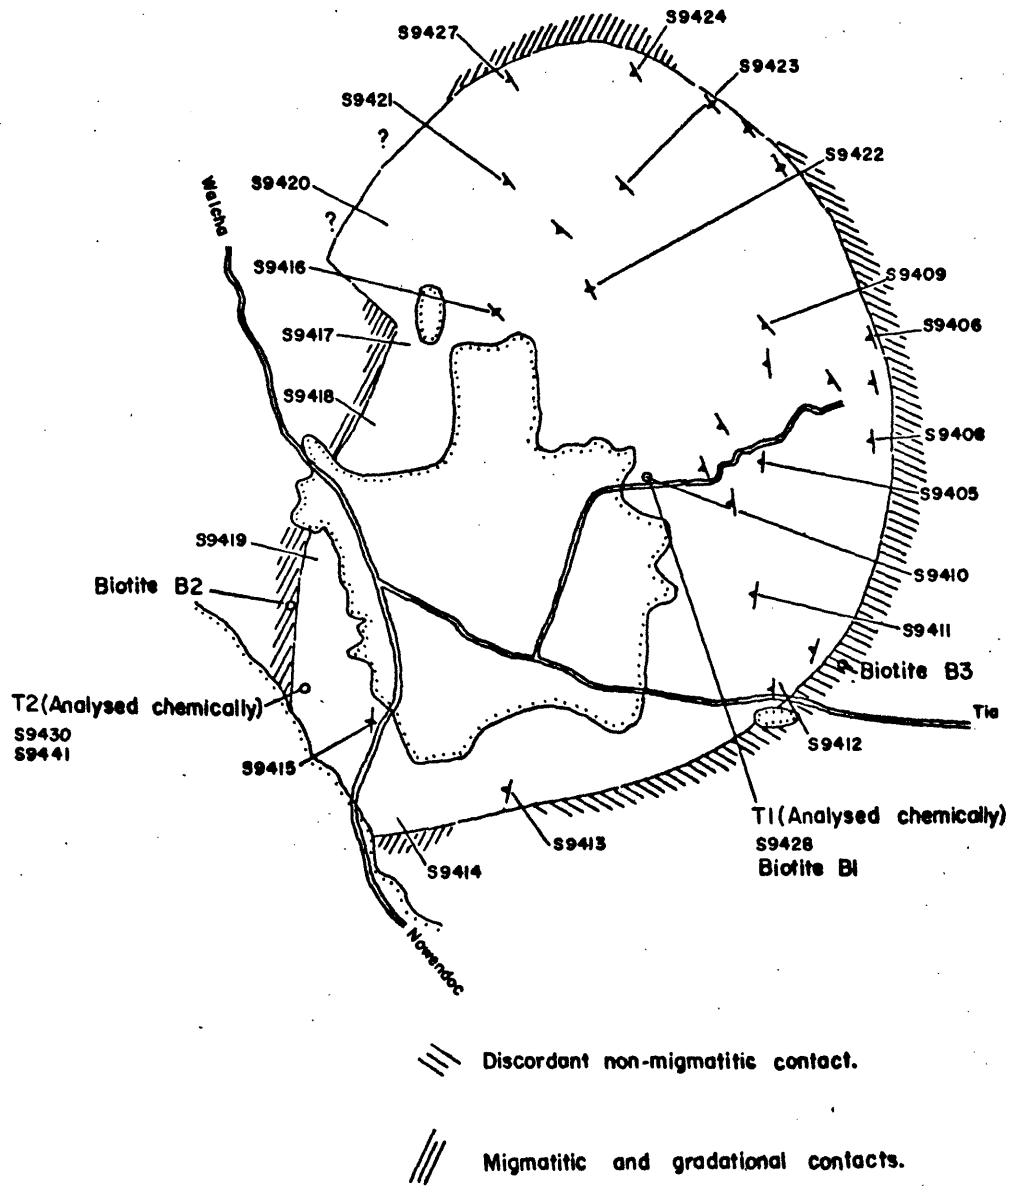 S9424
S9427
S9423
S9421
S9422
?
S9420
Walcha
?
S9416
S9409
S9417
S9406
S9418
S9408
S9405
S9419
S9410
Biotite B2
S9411
Biotite B3
T2(Analysed chemically)
S9430
S9441
Tia
S9412
S9415
T1(Analysed chemically)
S9428
Biotite B1
S9413
S9414
Nowendoc
Discordant non-migmatitic contact.
Migmatitic and gradational contacts.